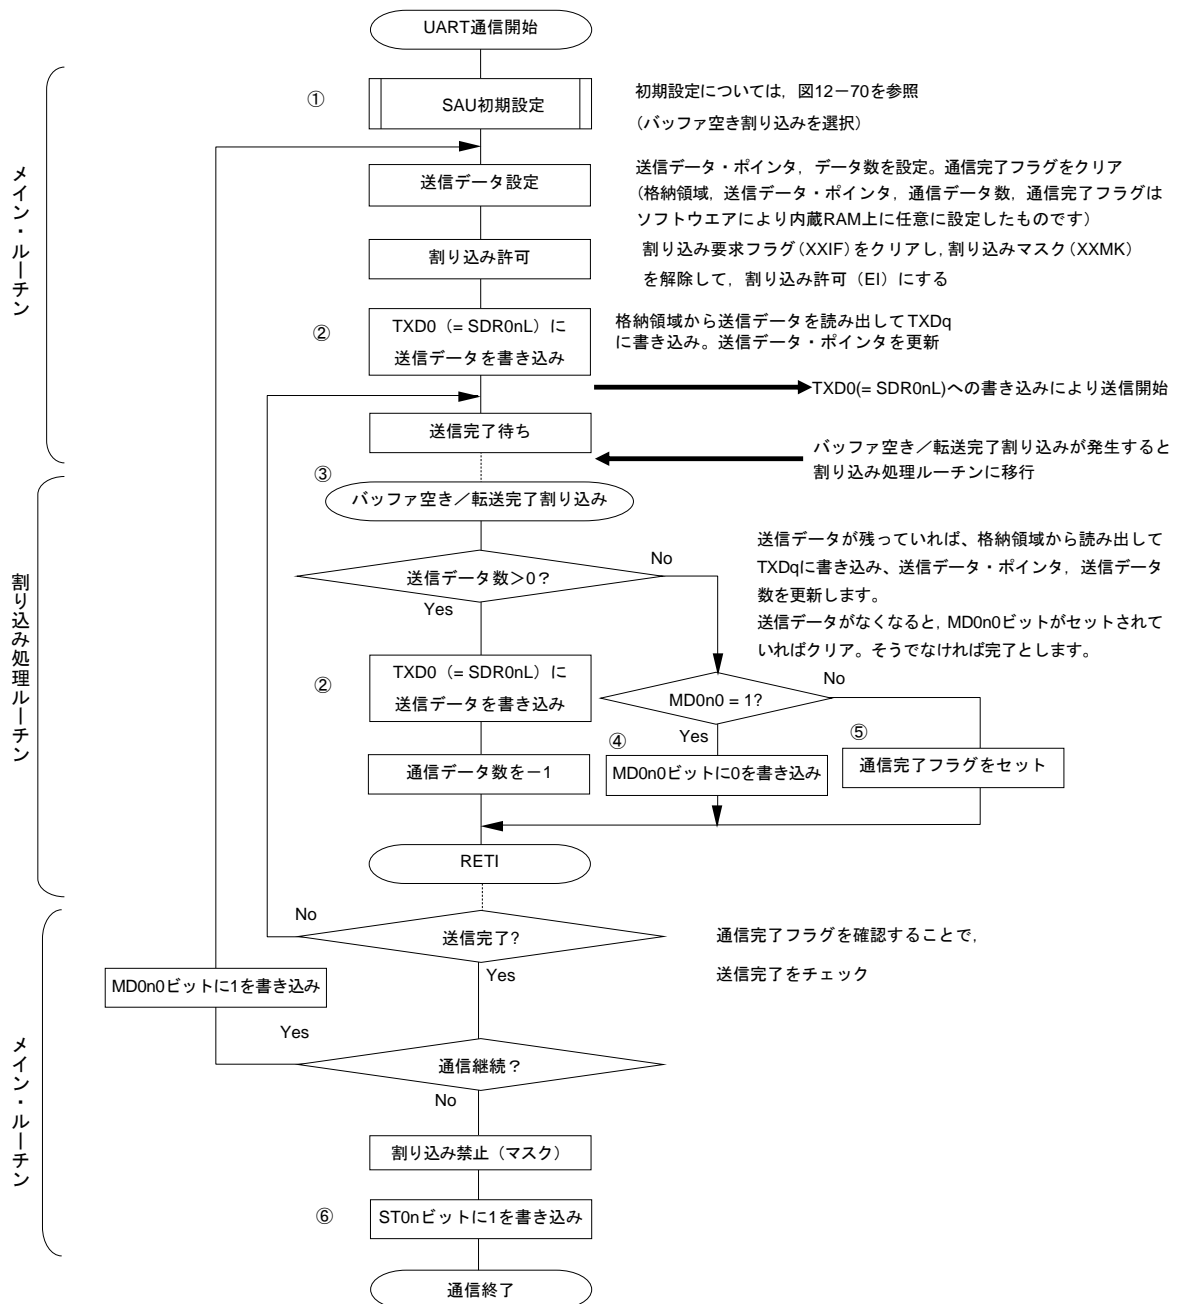 UART通信開始
メイン・ルーチン
①
SAU初期設定
初期設定については，図12－70を参照
（バッファ空き割り込みを選択）
送信データ設定
送信データ・ポインタ，データ数を設定。通信完了フラグをクリア
（格納領域，送信データ・ポインタ，通信データ数，通信完了フラグは
ソフトウエアにより内蔵RAM上に任意に設定したものです）
割り込み許可
割り込み要求フラグ（XXIF）をクリアし，割り込みマスク（XXMK）
を解除して，割り込み許可（EI）にする
②
TXD0（= SDR0nL）に
送信データを書き込み
格納領域から送信データを読み出してTXDq
に書き込み。送信データ・ポインタを更新
TXD0(= SDR0nL)への書き込みにより送信開始
送信完了待ち
バッファ空き／転送完了割り込みが発生すると
割り込み処理ルーチンに移行
③
バッファ空き／転送完了割り込み
割り込み処理ルーチン
送信データ数＞0？
No
Yes
送信データが残っていれば、格納領域から読み出して
TXDqに書き込み、送信データ・ポインタ，送信データ
数を更新します。
送信データがなくなると，MD0n0ビットがセットされて
いればクリア。そうでなければ完了とします。
②
TXD0（= SDR0nL）に
送信データを書き込み
MD0n0 = 1?
No
Yes
④
⑤
通信データ数を－1
MD0n0ビットに0を書き込み
通信完了フラグをセット
RETI
メイン・ルーチン
送信完了?
No
Yes
通信完了フラグを確認することで，
送信完了をチェック
MD0n0ビットに1を書き込み
Yes
通信継続？
No
割り込み禁止（マスク）
⑥
ST0nビットに1を書き込み
通信終了